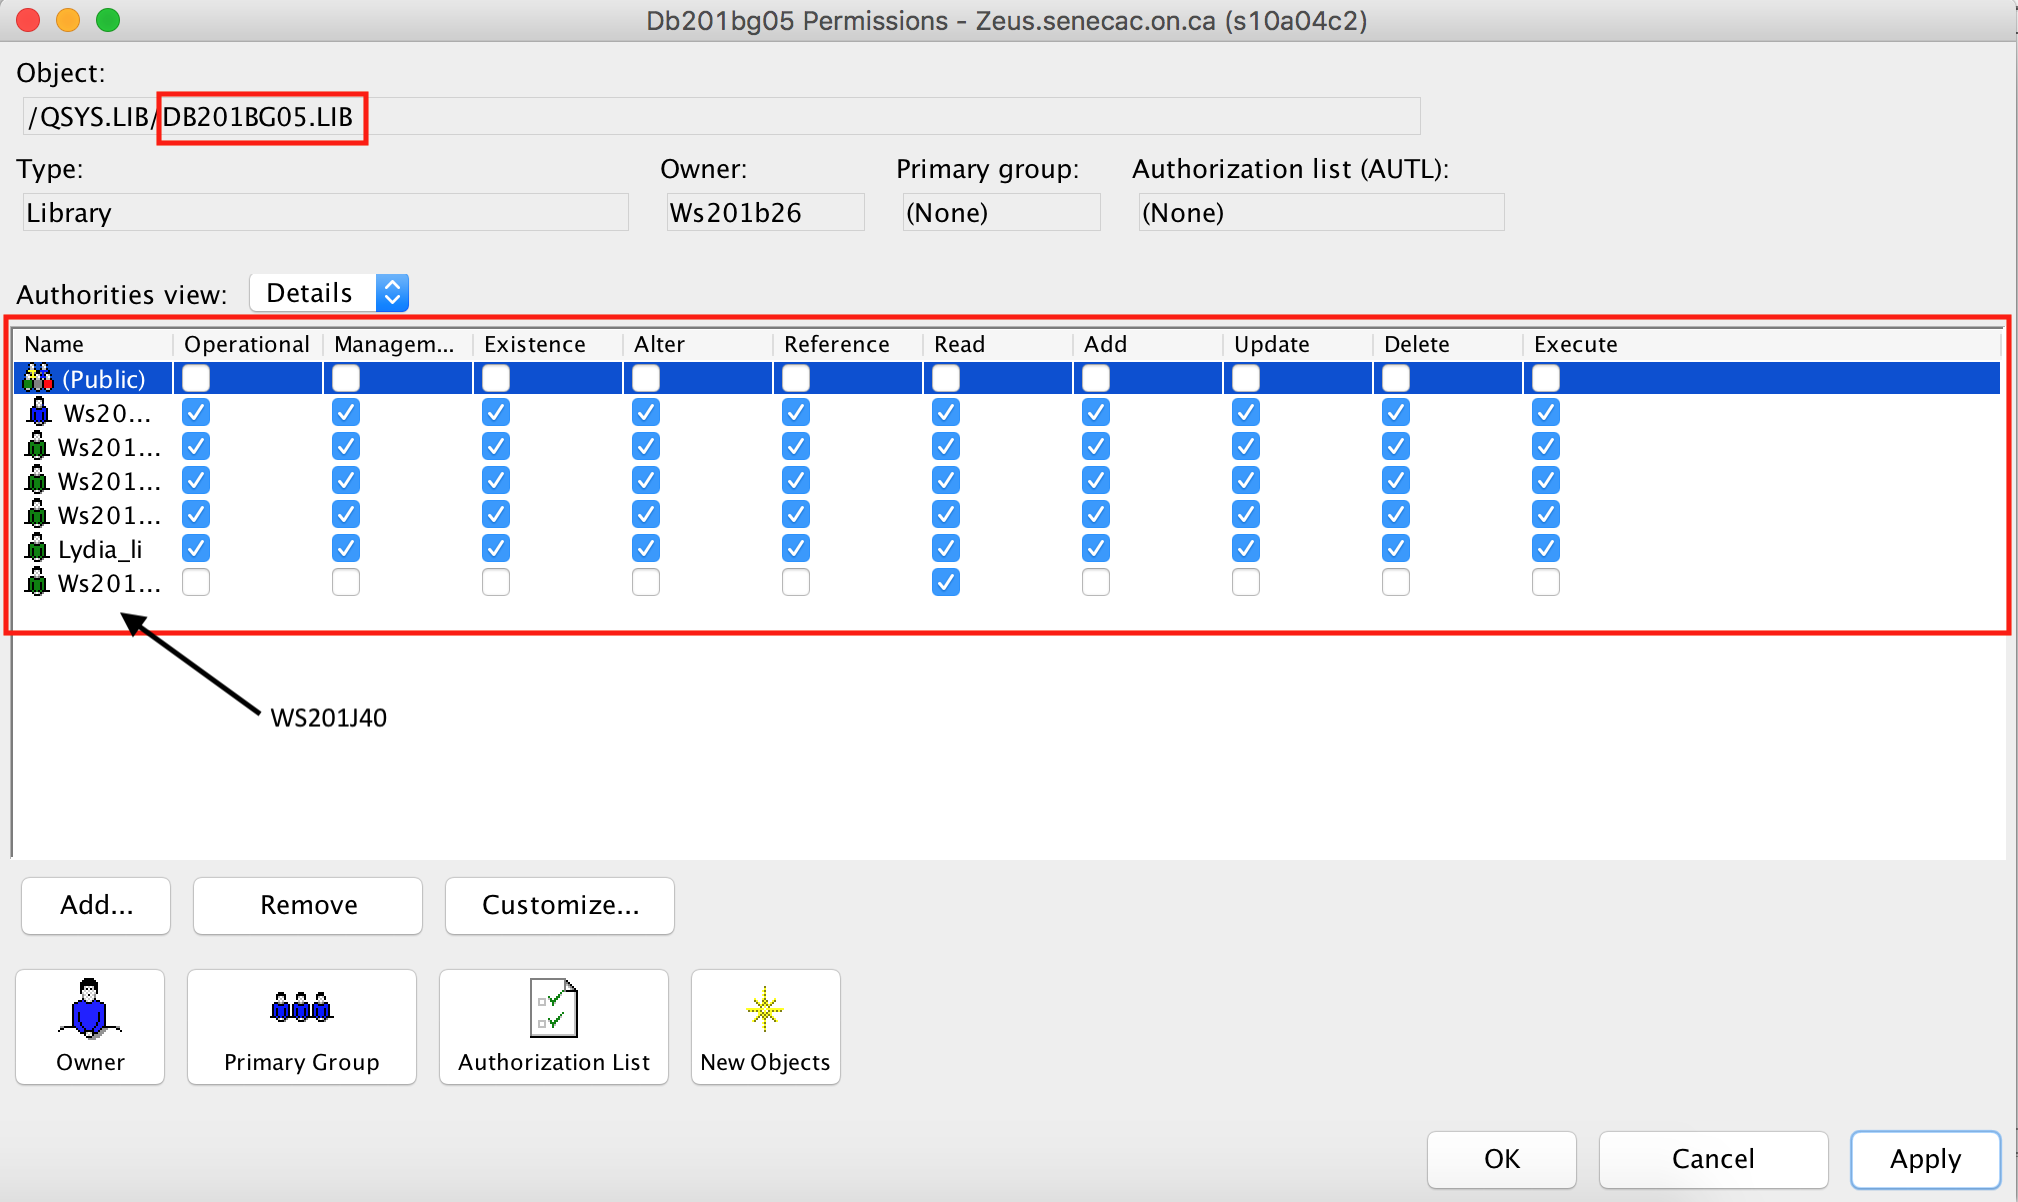 Db201bg05 Permissions - Zeus.senecac.on.ca (s10a04c2)
Object:
/QSYS.LIB/DB201BG05.LIB
Type: Owner: Primary group: Authorization list (AUTL):
Library Ws201b26 (None) (None)
Authorities view: Details
Name Operational Managem... Existence Alter Reference Read Add Update Delete Execute
(Public)
Ws20...
Ws201...
Ws201...
Ws201...
Lydia_li
Ws201...
WS201J40
Add... Remove Customize...
Owner Primary Group Authorization List New Objects
OK Cancel Apply